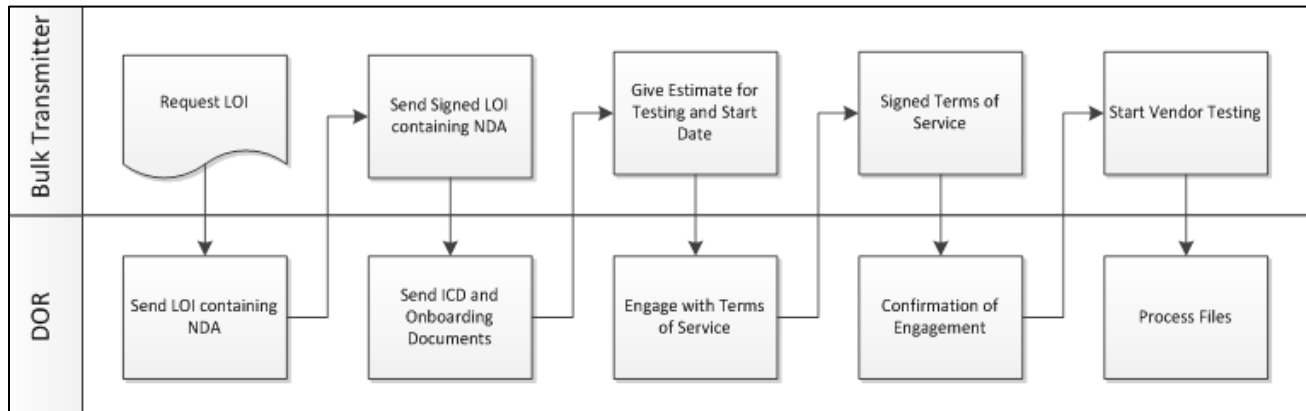 Bulk Transmitter
Request LOI
Send Signed LOI
containing NDA
Give Estimate for
Testing and Start
Date
Signed Terms of
Service
Start Vendor Testing
DOR
Send LOI containing
NDA
Send ICD and
Onboarding
Documents
Engage with Terms
of Service
Confirmation of
Engagement
Process Files